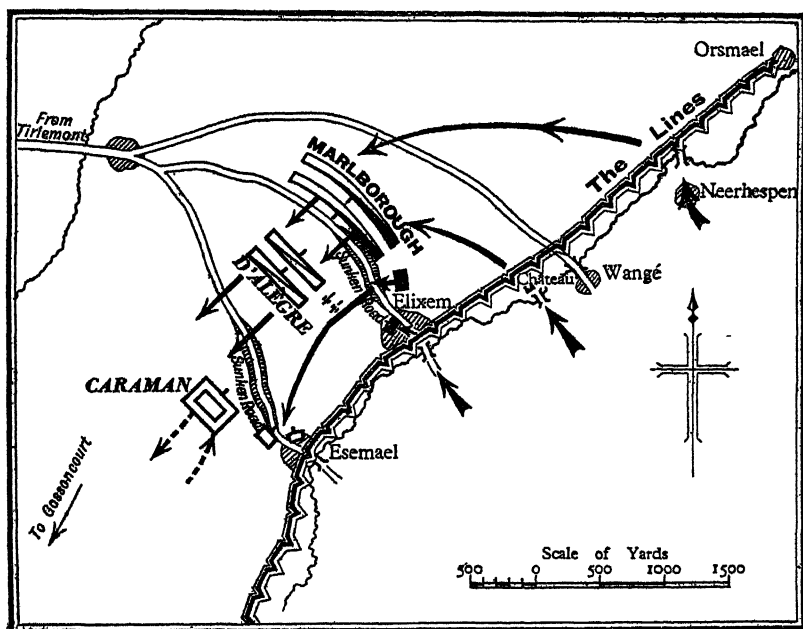 Orsmael
From
Tirlemont
The Lines
MARLBOROUGH
Neerhespen
Sunken Road
D'ALEGRE
Château
Wangé
Elixem
CARAMAN
Sunken Road
Esemael
To Gossoncourt
Scale of Yards
500 0 500 1000 1500